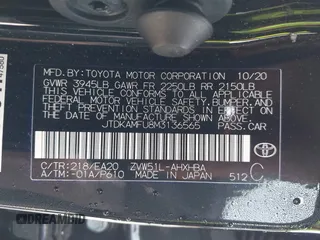 MFD.BY: TOYOTA MOTOR CORPORATION 10/20
GVWR 3945LB GAWR FR 2250LB RR 2150LB
THIS VEHICLE CONFORMS TO ALL APPLICABLE
FEDERAL MOTOR VEHICLE SAFETY, BUMPER, AND
THEFT PREVENTION STANDARDS IN EFFECT ON
THE DATE OF MANUFACTURE SHOWN ABOVE.
JTDKAMFU8M3136565 PASS. CAR
C/TR:218/EA20 ZVW51L-AHXHBA
A/TM:-01A/P610 MADE IN JAPAN 512 C